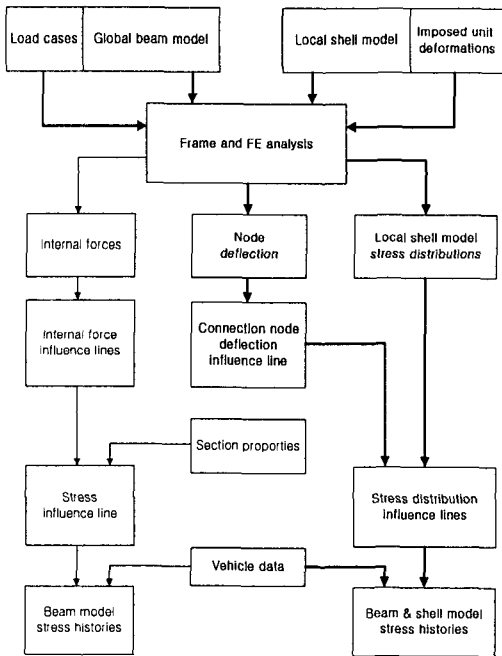 Load cases
Global beam model
Local shell model
Imposed unit
deformations
Frame and FE analysis
Internal forces
Node
deflection
Local shell model
stress distributions
Internal force
influence lines
Connection node
deflection
influence line
Section proporties
Stress
influence line
Stress distribution
influence lines
Vehicle data
Beam model
stress histories
Beam & shell model
stress histories